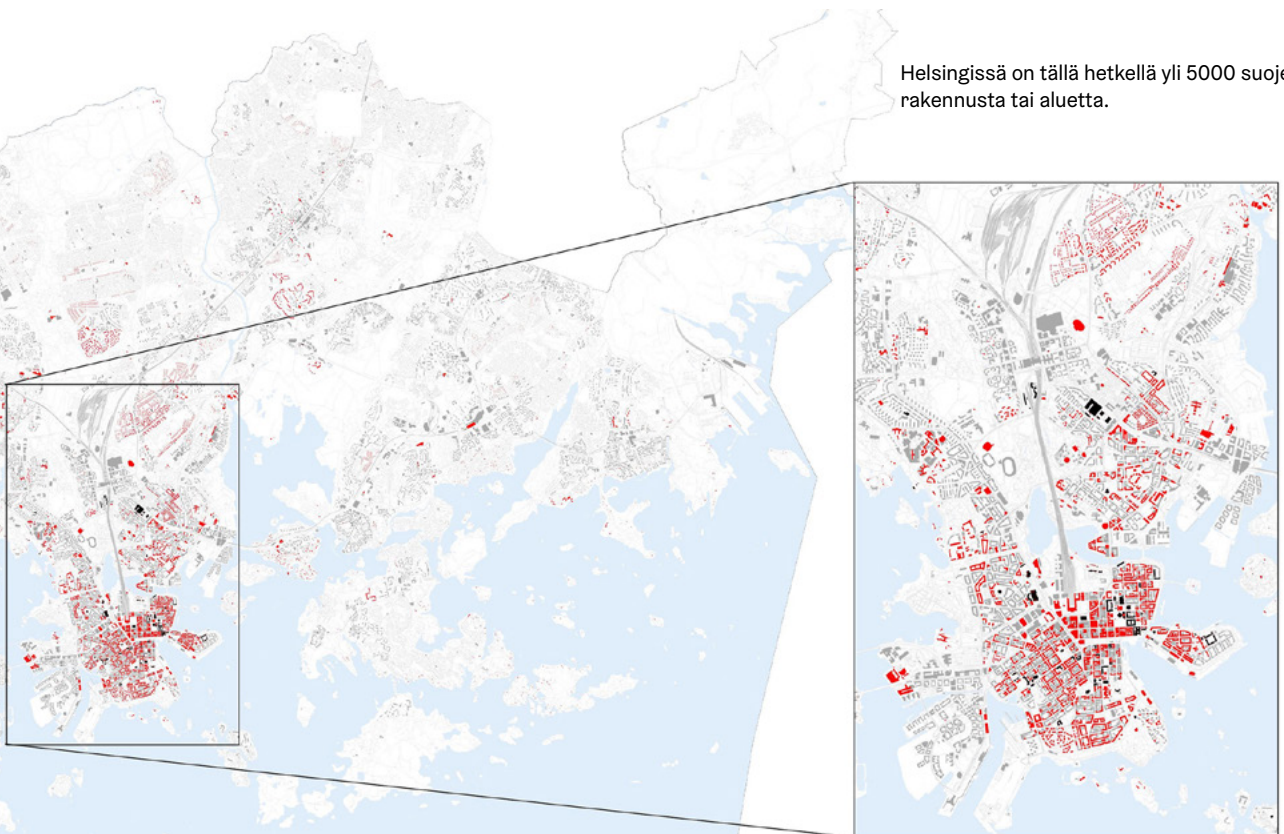 Helsingissä on tällä hetkellä yli 5000 suoje
rakennusta tai aluetta.